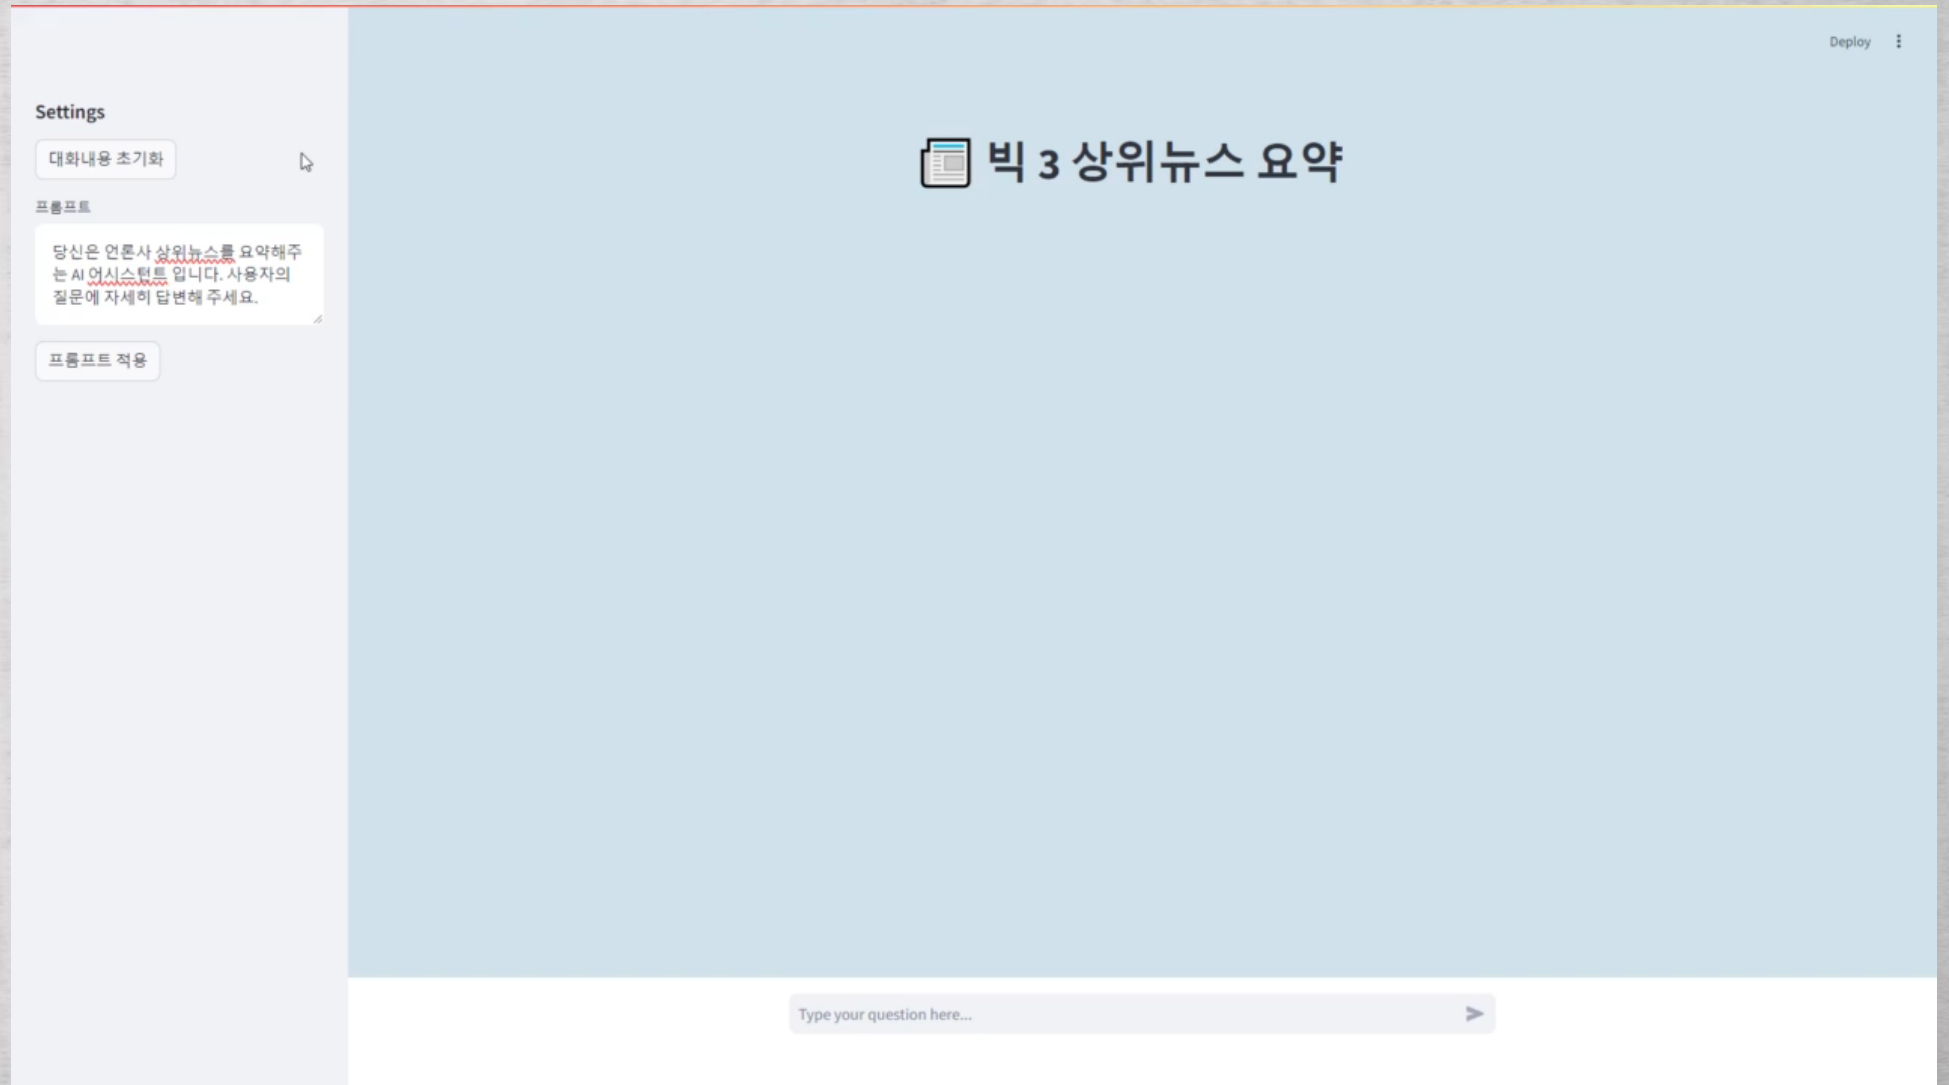 Deploy
Settings
대화내용 초기화
프롬프트
당신은 언론사 상위뉴스를 요약해주
는 AI 어시스턴트 입니다. 사용자의
질문에 자세히 답변해 주세요.
프롬프트 적용
빅 3 상위뉴스 요약
Type your question here...